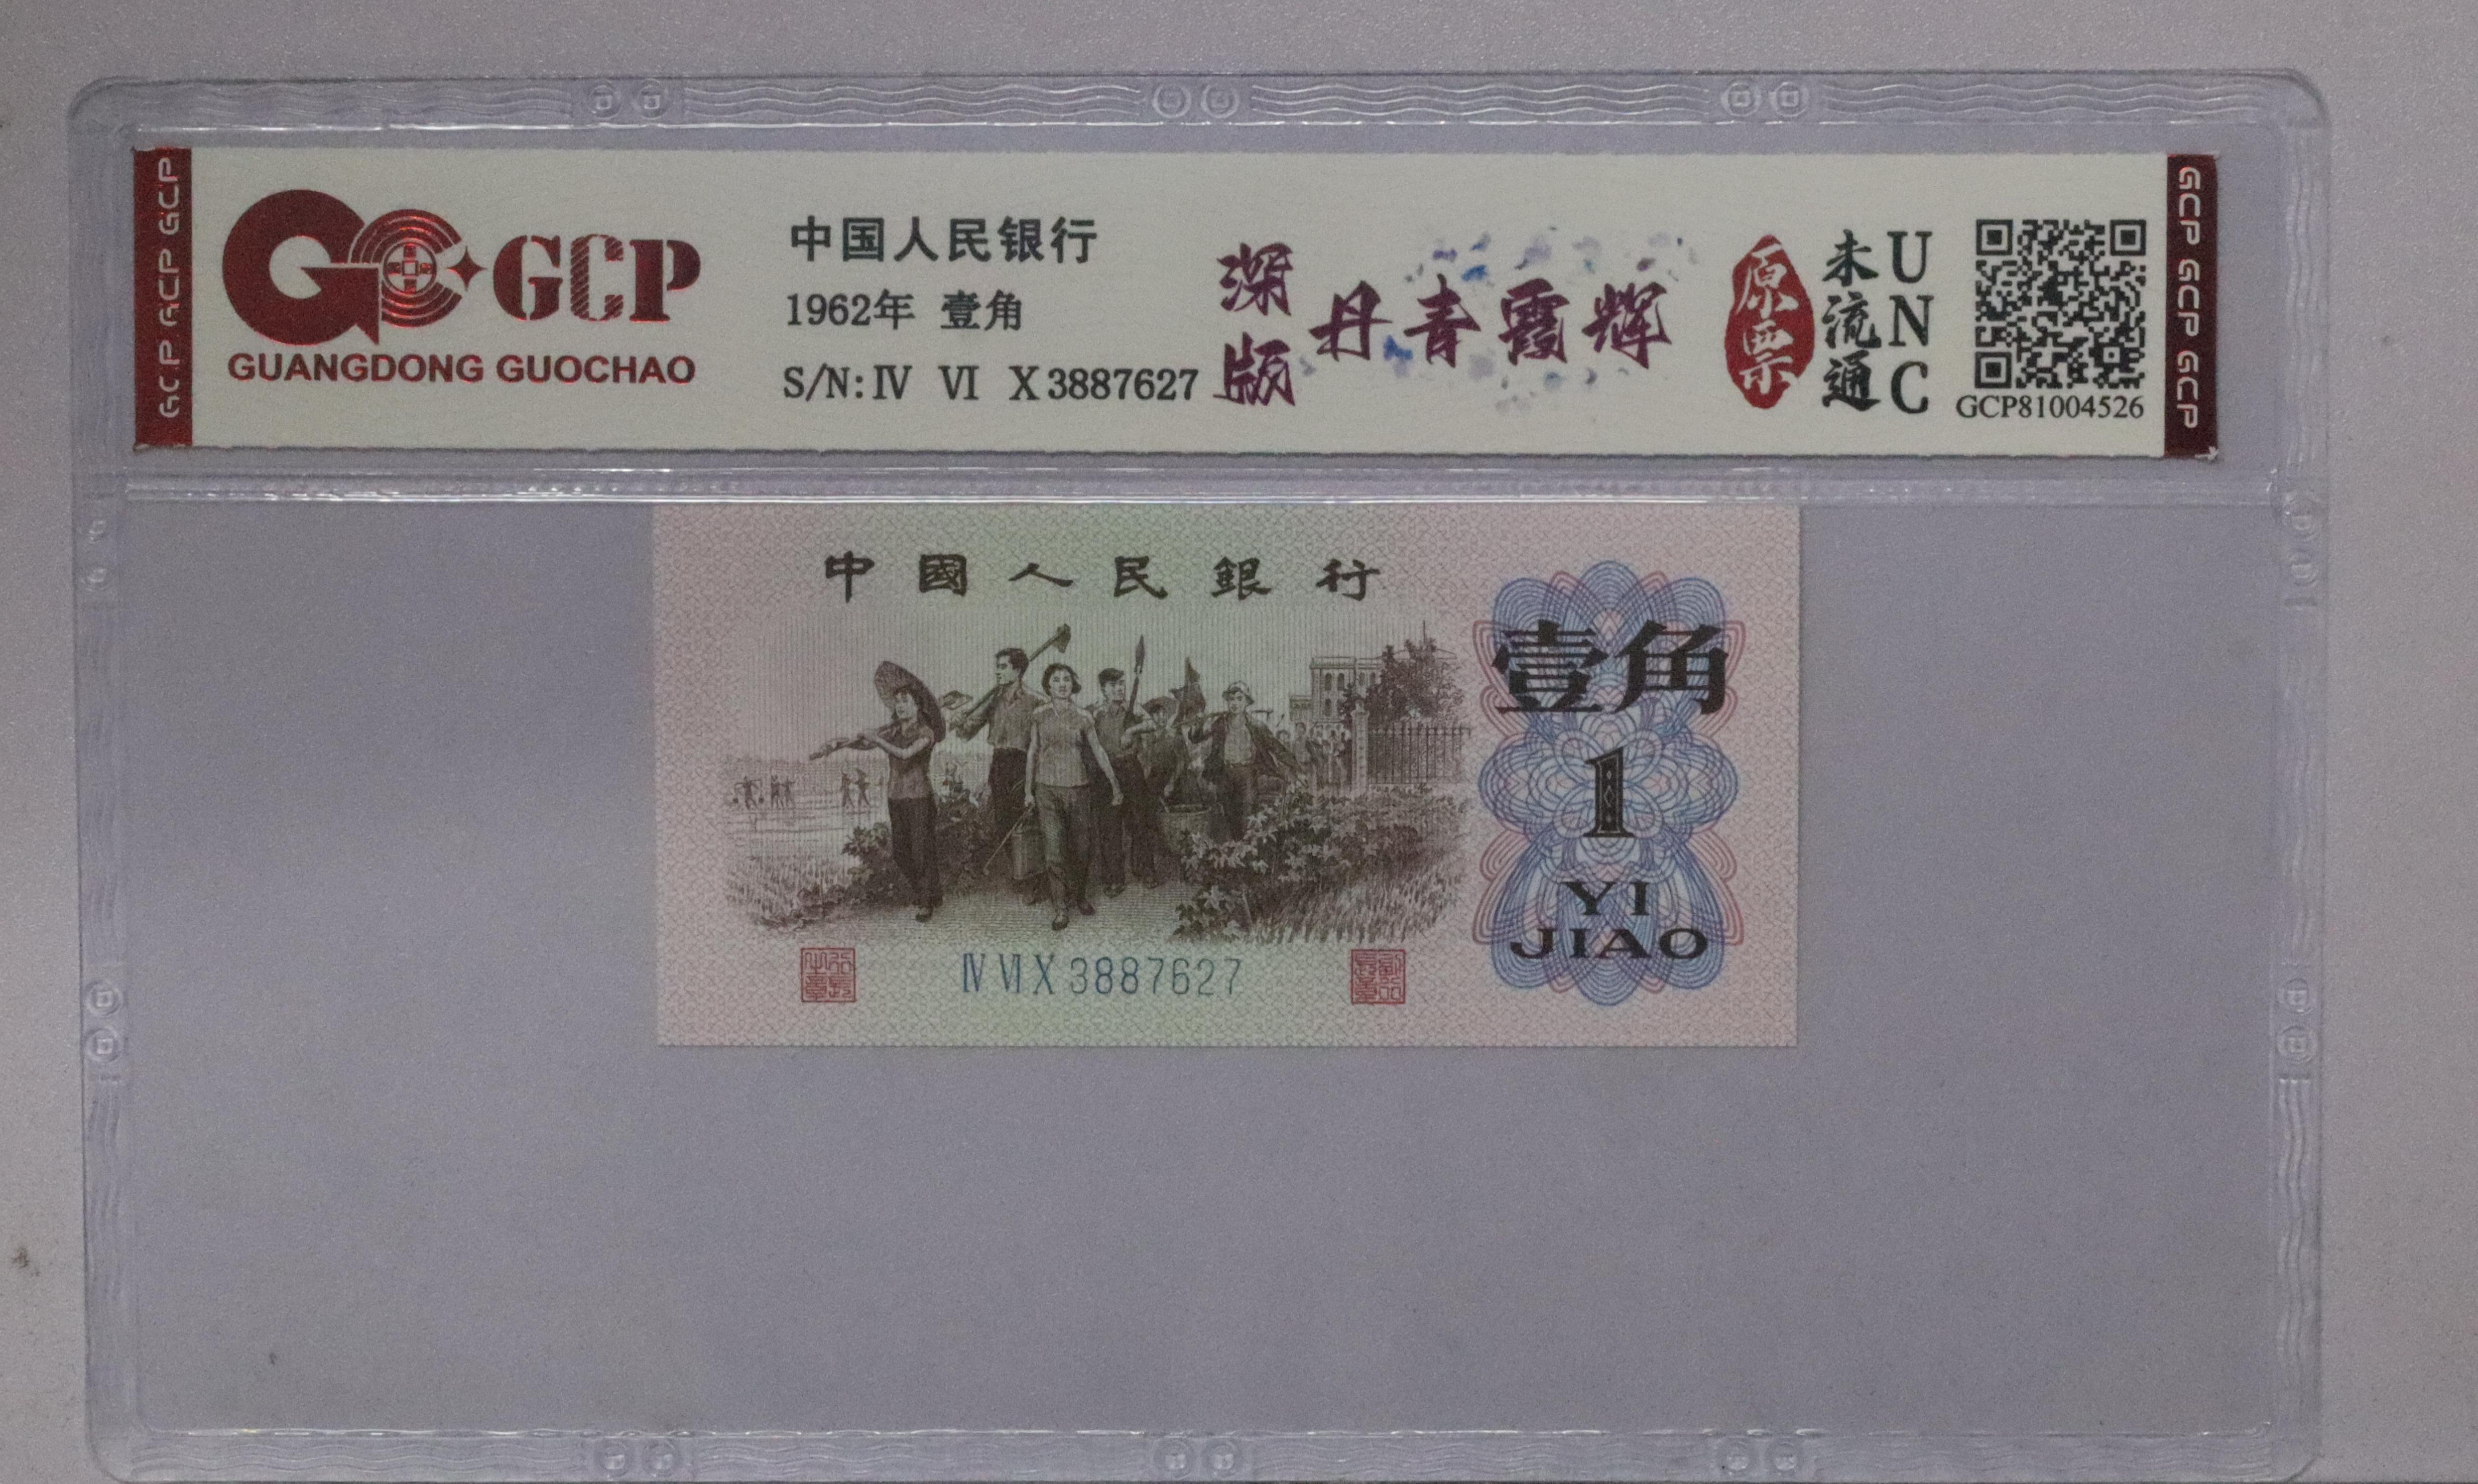 GCP GCP GCP
GCP
GUANGDONG GUOCHAO
中国人民银行
1962年 壹角
S/N: IV VI X 3887627
深版
丹青霞辉
原票
未流通
UNC
GCP81004526
GCP GCP GCP
中國人民銀行
壹角
1
YI
JIAO
IV VI X 3887627